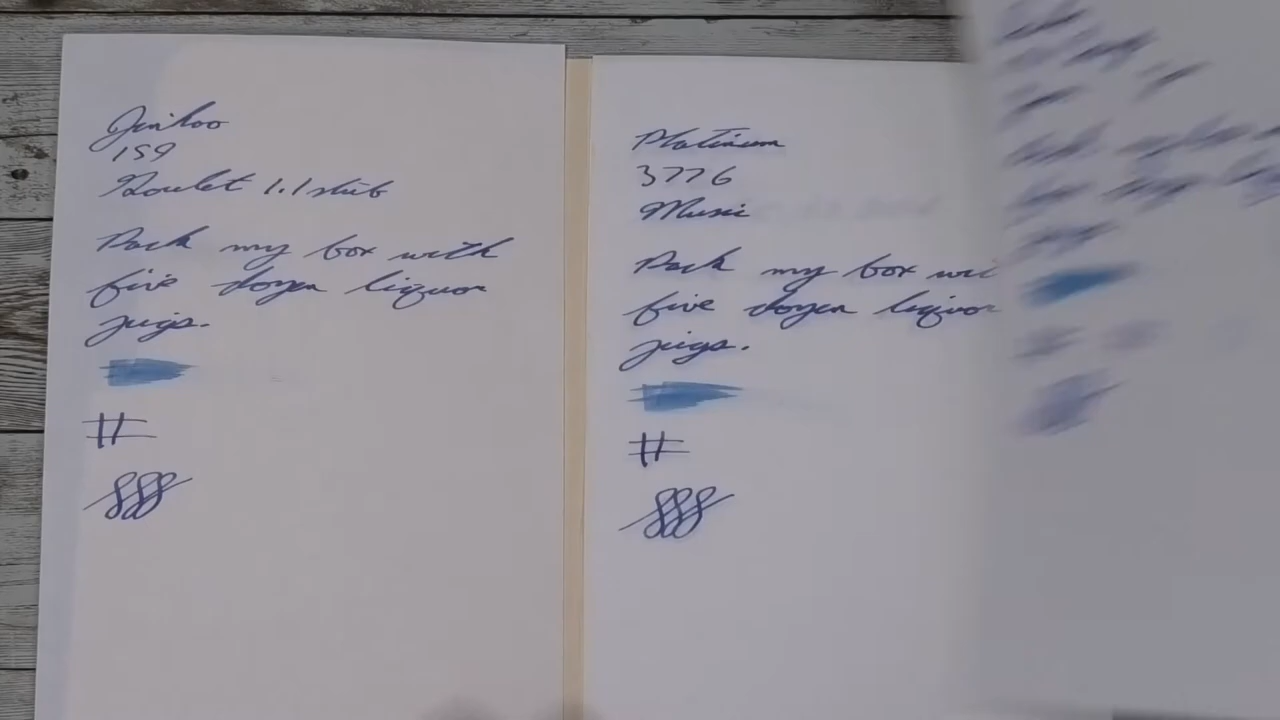 Jinhao
159
Goulet 1.1 stub
Pack my box with
five dozen liquor
jugs.
#
Platinum
3776
Music
Pack my box wi
five dozen liquor
jugs.
#